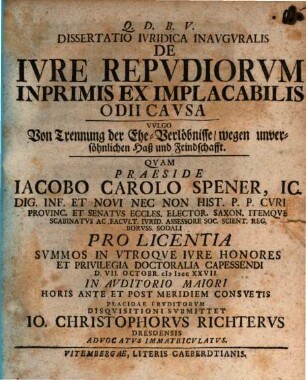 Q. D. B. V.
DISSERTATIO IVRIDICA INAVGVRALIS
DE
IVRE REPVDIORVM
INPRIMIS EX IMPLACABILIS
ODII CAVSA
VVLGO
Von Trennung der Ehe-Verlöbnisse/ wegen unver-
söhnlichen Haß und Feindschafft.
QVAM
PRAESIDE
IACOBO CAROLO SPENER, IC.
DIG. INF. ET NOVI NEC NON HIST. P. P. CVRI
PROVINC. ET SENATVS ECCLES. ELECTOR. SAXON. ITEMQVE
SCABINATVS AC FACVLT. IVRID. ASSESSORE SOC. SCIENT. REG.
BORVSS. SODALI
PRO LICENTIA
SVMMOS IN VTROQVE IVRE HONORES
ET PRIVILEGIA DOCTORALIA CAPESSENDI
D. VII. OCTOBR. XXVII.
IN AVDITORIO MAIORI
HORIS ANTE ET POST MERIDIEM CONSVETIS
PLACIDAE ERVDITORVM
DISQVISITIONI SVBMITTET
IO. CHRISTOPHORVS RICHTERVS
DRESDENSIS
ADVOCATVS IMMATRICVLATVS.
VITEMBERGAE, LITERIS GAEBERDTIANIS.